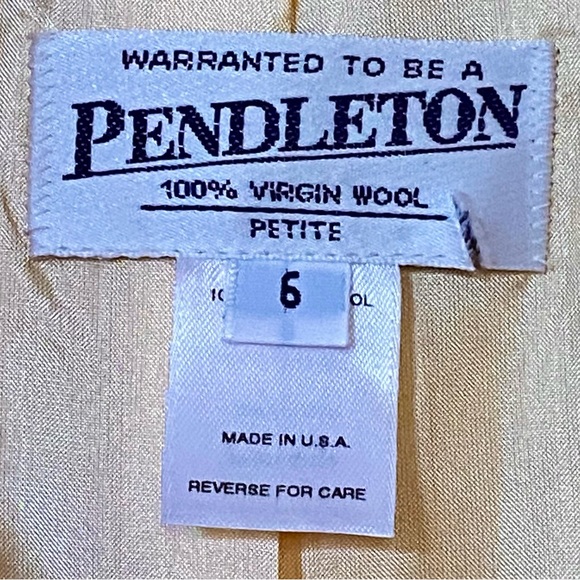 WARRANTED TO BE A
PENDLETON
100% VIRGIN WOOL
PETITE
6
MADE IN U.S.A.
REVERSE FOR CARE